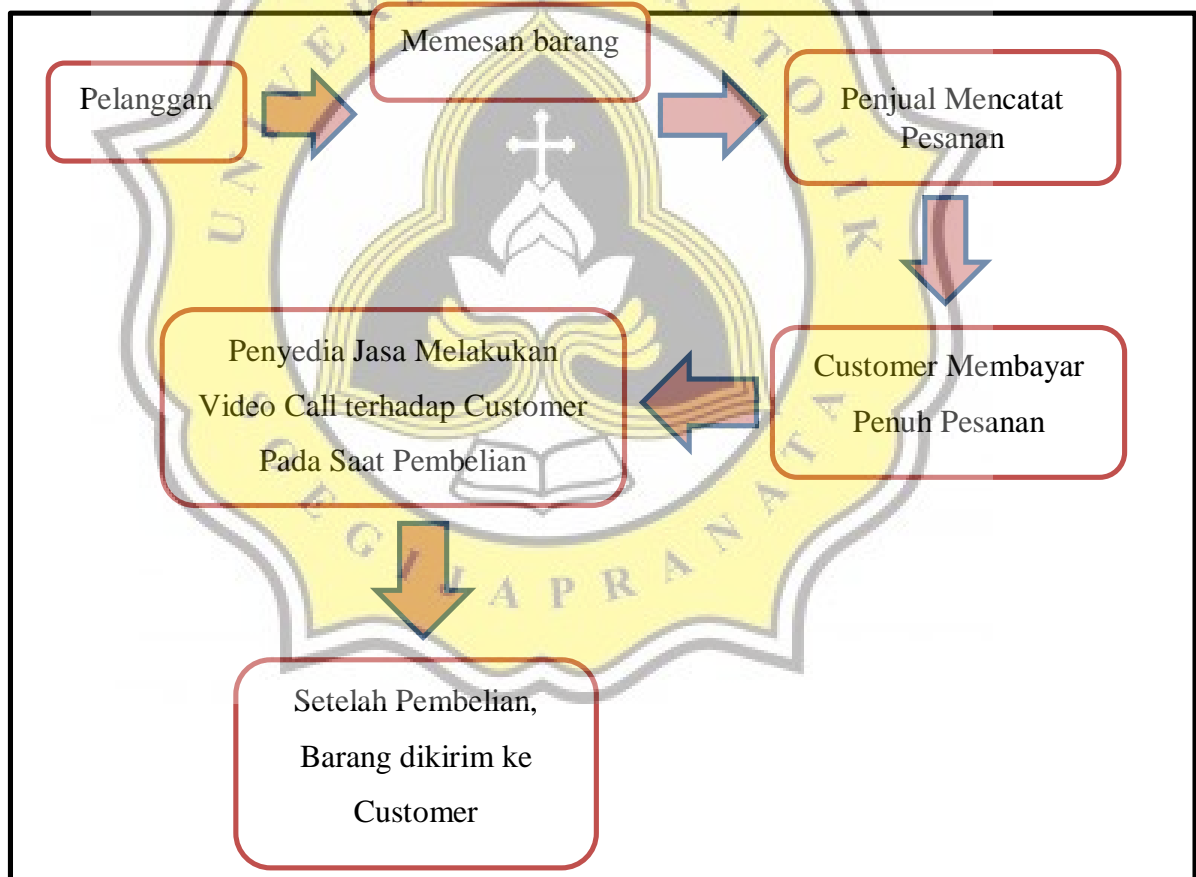 Pelanggan
Memesan barang
Penjual Mencatat
Pesanan
Customer Membayar
Penuh Pesanan
Penyedia Jasa Melakukan
Video Call terhadap Customer
Pada Saat Pembelian
Setelah Pembelian,
Barang dikirim ke
Customer
SOEGIJAPRANATA